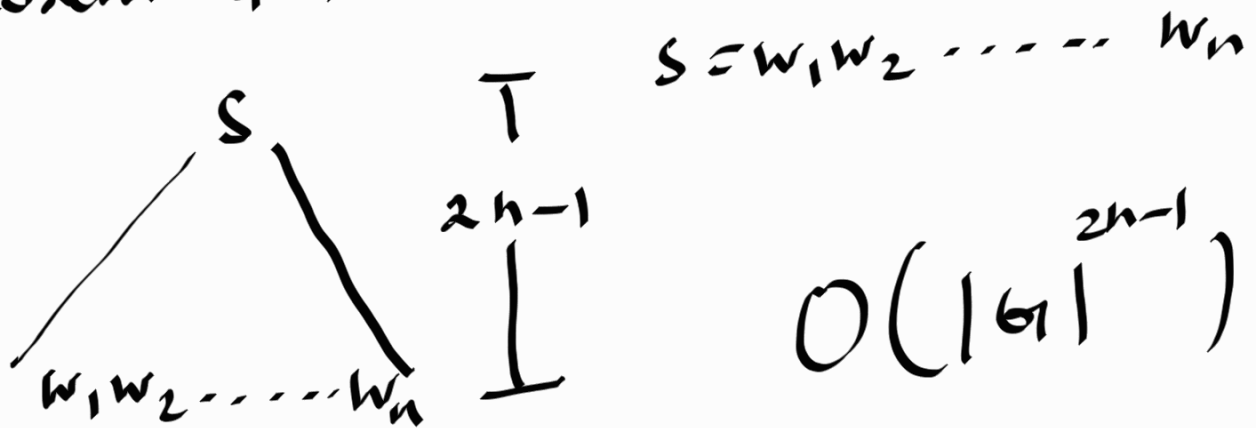 S = w₁w₂ ...... wₙ
S
2n-1
w₁w₂......wₙ
O(|G|²ⁿ⁻¹)